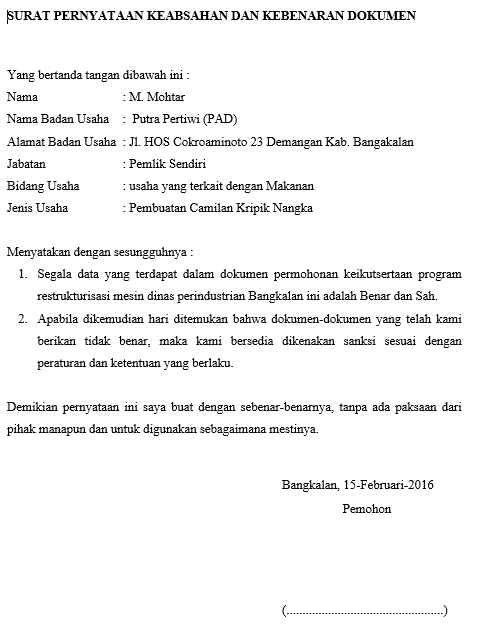 SURAT PERNYATAAN KEABSAHAN DAN KEBENARAN DOKUMEN
Yang bertanda tangan dibawah ini :
Nama : M. Mohtar
Nama Badan Usaha : Putra Pertiwi (PAD)
Alamat Badan Usaha : Jl. HOS Cokroaminoto 23 Demangan Kab. Bangakalan
Jabatan : Pemlik Sendiri
Bidang Usaha : usaha yang terkait dengan Makanan
Jenis Usaha : Pembuatan Camilan Kripik Nangka
Menyatakan dengan sesungguhnya :
1. Segala data yang terdapat dalam dokumen permohonan keikutsertaan program
restrukturisasi mesin dinas perindustrian Bangkalan ini adalah Benar dan Sah.
2. Apabila dikemudian hari ditemukan bahwa dokumen-dokumen yang telah kami
berikan tidak benar, maka kami bersedia dikenakan sanksi sesuai dengan
peraturan dan ketentuan yang berlaku.
Demikian pernyataan ini saya buat dengan sebenar-benarnya, tanpa ada paksaan dari
pihak manapun dan untuk digunakan sebagaimana mestinya.
Bangkalan, 15-Februari-2016
Pemohon
(.................................................)